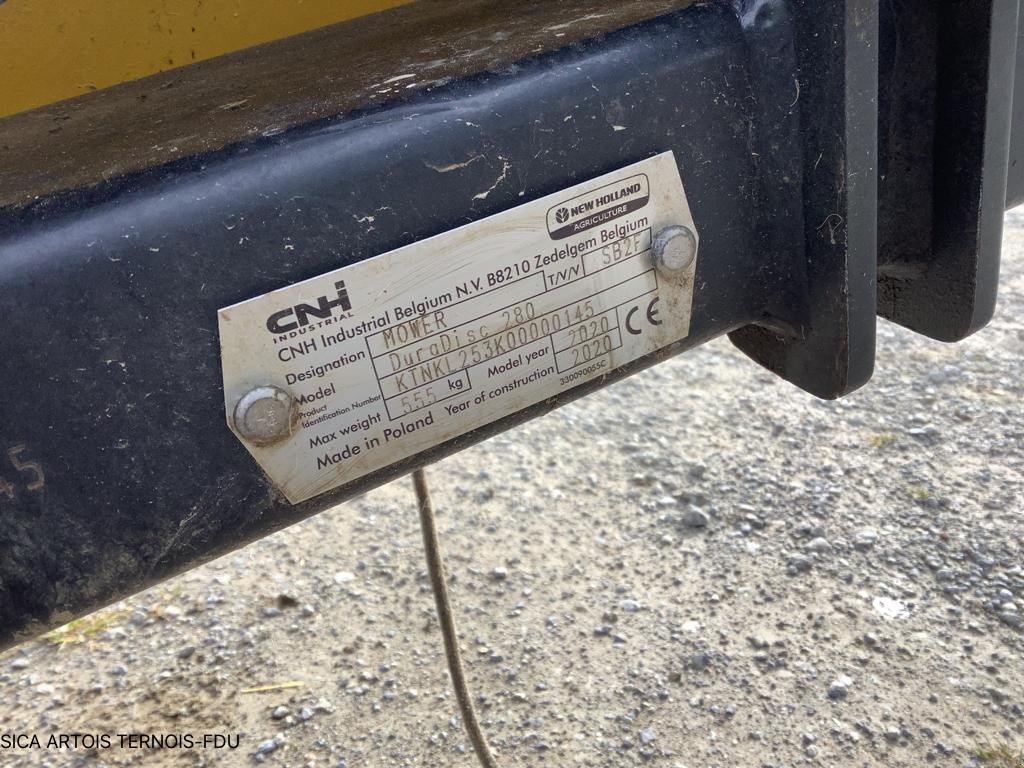 NEW HOLLAND
AGRICULTURE
CNH
INDUSTRIAL
CNH Industrial Belgium N.V. B8210 Zedelgem Belgium
Designation MOWER T/V/V SB2F
Model DuraDisc 280
Product Identification Number KTNKL253K00000145
Max weight 555 kg Model year 2020
Made in Poland Year of construction 2020
330090055C
CE
45
SICA ARTOIS TERNOIS-FDU